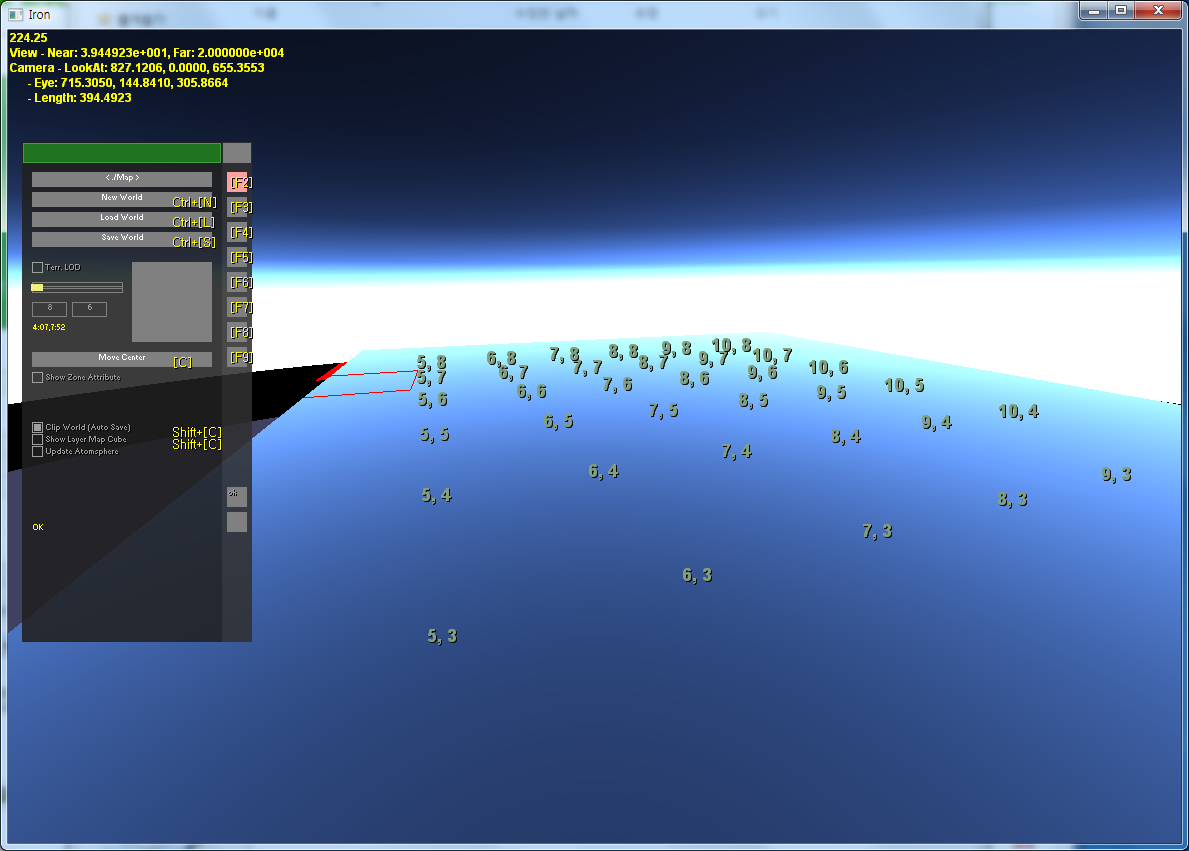 Iron
224.25
View - Near: 3.944923e+001, Far: 2.000000e+004
Camera - LookAt: 827.1206, 0.0000, 655.3553
- Eye: 715.3050, 144.8410, 305.8664
- Length: 394.4923
< ./Map >
[F2]
New World Ctrl+[N]
[F3]
Load World Ctrl+[L]
[F4]
Save World Ctrl+[S]
[F5]
Terr. LOD
[F6]
8 6
[F7]
4:07,7:52
[F8]
Move Center [C]
[F9]
Show Zone Attribute
Clip World (Auto Save) Shift+[C]
Show Layer Map Cube Shift+[C]
Update Atomsphere
ok
OK
5, 8 6, 8 7, 8 8, 8 9, 8 10, 8
5, 7 6, 7 7, 7 8, 7 9, 7 10, 7
5, 6 6, 6 7, 6 8, 6 9, 6 10, 6
5, 5 6, 5 7, 5 8, 5 9, 5 10, 5
5, 4 6, 4 7, 4 8, 4 9, 4 10, 4
5, 3 6, 3 7, 3 8, 3 9, 3